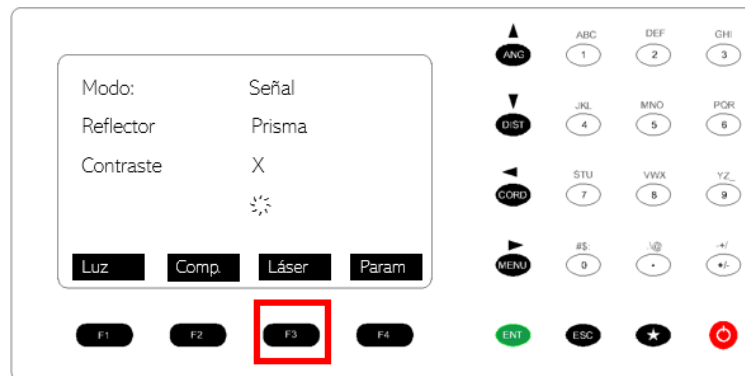 Modo: Señal
Reflector Prisma
Contraste X
Luz Comp. Láser Param
F1 F2 F3 F4
ANG ABC 1 DEF 2 GHI 3
DIST JKL 4 MNO 5 PQR 6
CORD STU 7 VWX 8 YZ_ 9
MENU #$: 0 .\@ . -+/ +/-
ENT ESC